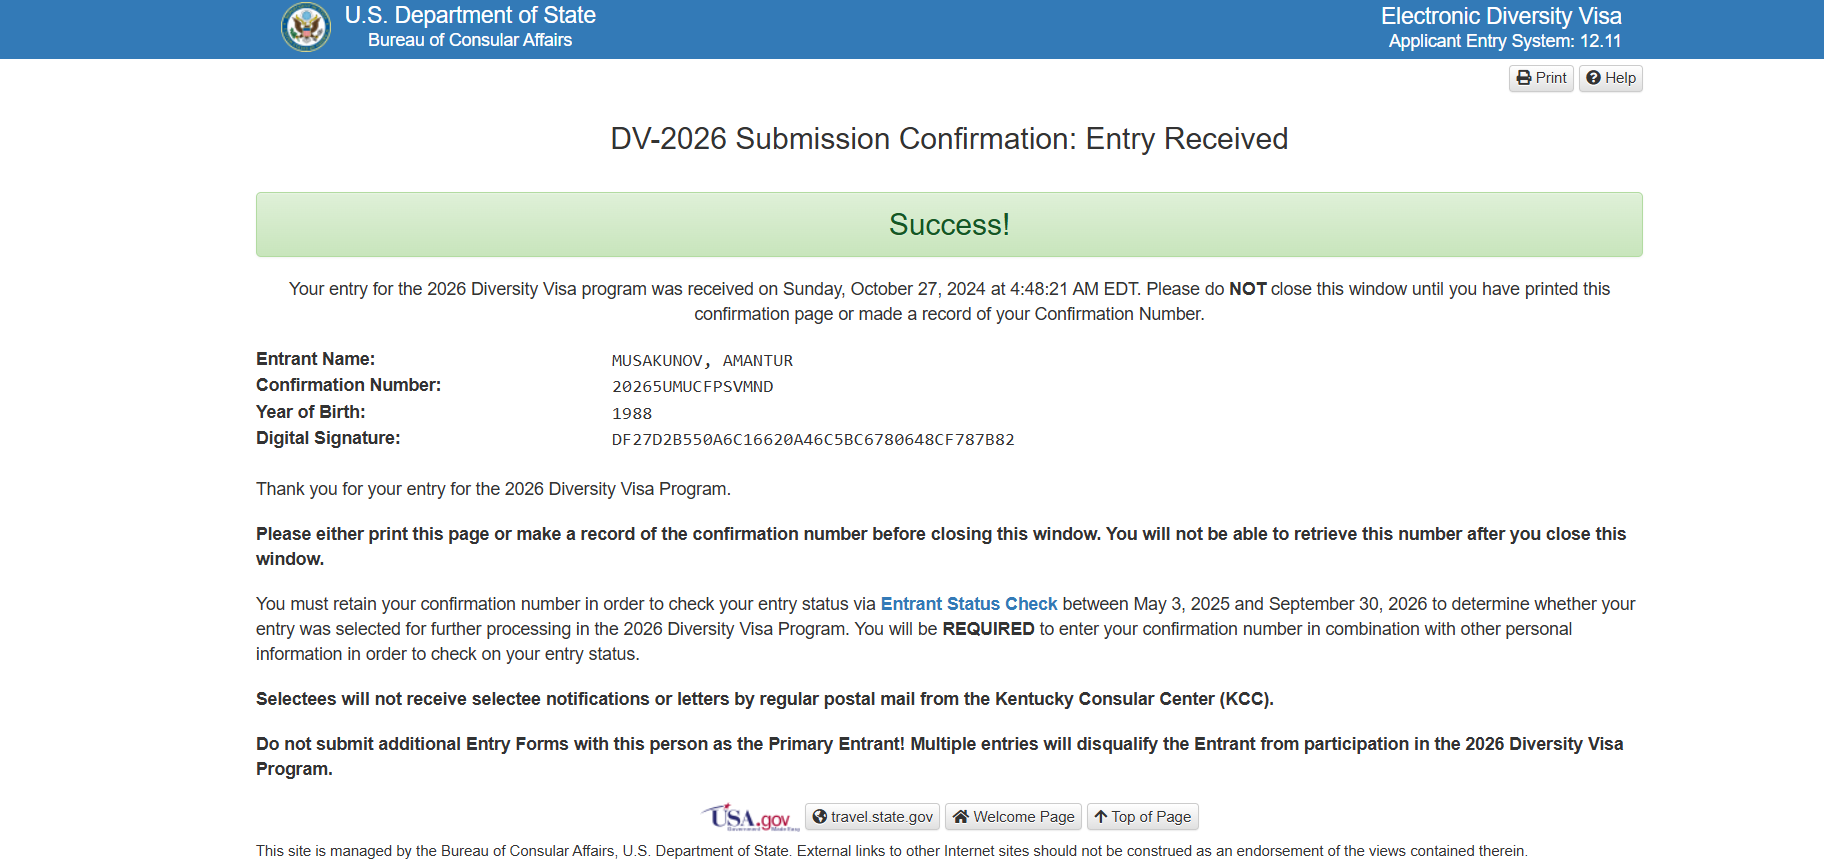 U.S. Department of State
Bureau of Consular Affairs
Electronic Diversity Visa
Applicant Entry System: 12.11
Print
Help
DV-2026 Submission Confirmation: Entry Received
Success!
Your entry for the 2026 Diversity Visa program was received on Sunday, October 27, 2024 at 4:48:21 AM EDT. Please do NOT close this window until you have printed this
confirmation page or made a record of your Confirmation Number.
Entrant Name: MUSAKUNOV, AMANTUR
Confirmation Number: 20265UMUCFPSVMND
Year of Birth: 1988
Digital Signature: DF27D2B550A6C16620A46C5BC6780648CF787B82
Thank you for your entry for the 2026 Diversity Visa Program.
Please either print this page or make a record of the confirmation number before closing this window. You will not be able to retrieve this number after you close this
window.
You must retain your confirmation number in order to check your entry status via Entrant Status Check between May 3, 2025 and September 30, 2026 to determine whether your
entry was selected for further processing in the 2026 Diversity Visa Program. You will be REQUIRED to enter your confirmation number in combination with other personal
information in order to check on your entry status.
Selectees will not receive selectee notifications or letters by regular postal mail from the Kentucky Consular Center (KCC).
Do not submit additional Entry Forms with this person as the Primary Entrant! Multiple entries will disqualify the Entrant from participation in the 2026 Diversity Visa
Program.
USA.gov
travel.state.gov
Welcome Page
Top of Page
This site is managed by the Bureau of Consular Affairs, U.S. Department of State. External links to other Internet sites should not be construed as an endorsement of the views contained therein.